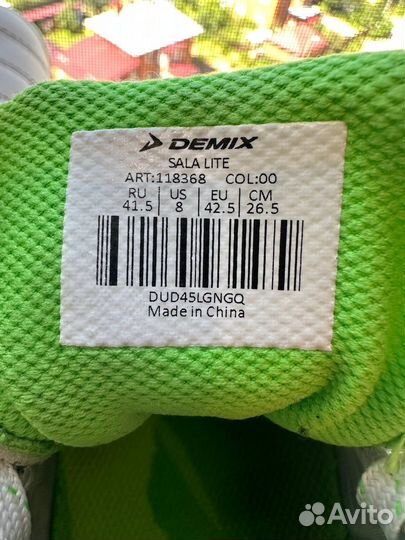 DEMIX
SALA LITE
ART:118368 COL:00
RU US EU CM
41.5 8 42.5 26.5
DUD45LGNGQ
Made in China
Avito